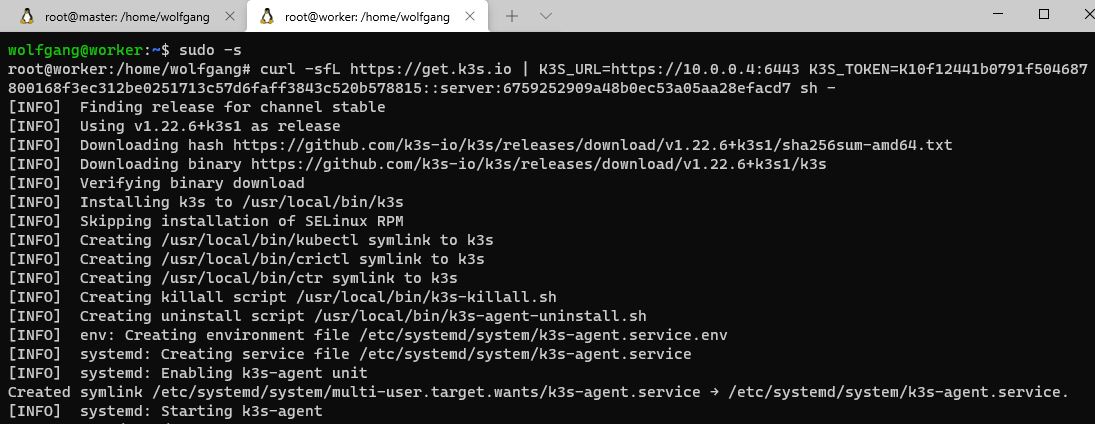 root@master: /home/wolfgang
root@worker: /home/wolfgang
wolfgang@worker:~$ sudo -s
root@worker:/home/wolfgang# curl -sfL https://get.k3s.io | K3S_URL=https://10.0.0.4:6443 K3S_TOKEN=K10f12441b0791f504687
800168f3ec312be0251713c57d6faff3843c520b578815::server:6759252909a48b0ec53a05aa28efacd7 sh -
[INFO]  Finding release for channel stable
[INFO]  Using v1.22.6+k3s1 as release
[INFO]  Downloading hash https://github.com/k3s-io/k3s/releases/download/v1.22.6+k3s1/sha256sum-amd64.txt
[INFO]  Downloading binary https://github.com/k3s-io/k3s/releases/download/v1.22.6+k3s1/k3s
[INFO]  Verifying binary download
[INFO]  Installing k3s to /usr/local/bin/k3s
[INFO]  Skipping installation of SELinux RPM
[INFO]  Creating /usr/local/bin/kubectl symlink to k3s
[INFO]  Creating /usr/local/bin/crictl symlink to k3s
[INFO]  Creating /usr/local/bin/ctr symlink to k3s
[INFO]  Creating killall script /usr/local/bin/k3s-killall.sh
[INFO]  Creating uninstall script /usr/local/bin/k3s-agent-uninstall.sh
[INFO]  env: Creating environment file /etc/systemd/system/k3s-agent.service.env
[INFO]  systemd: Creating service file /etc/systemd/system/k3s-agent.service
[INFO]  systemd: Enabling k3s-agent unit
Created symlink /etc/systemd/system/multi-user.target.wants/k3s-agent.service → /etc/systemd/system/k3s-agent.service.
[INFO]  systemd: Starting k3s-agent